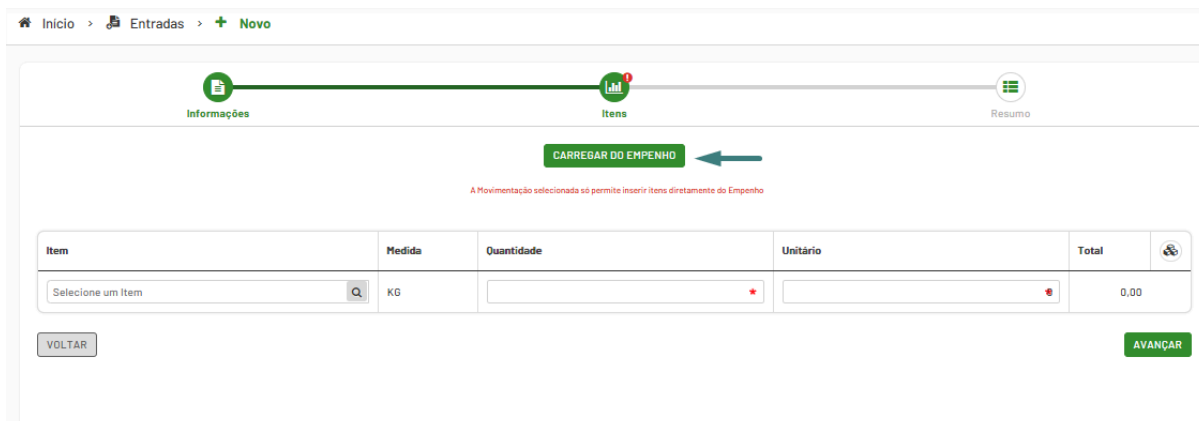 Início > Entradas > + Novo
Informações Itens Resumo
CARREGAR DO EMPENHO
A Movimentação selecionada só permite inserir itens diretamente do Empenho
Item Medida Quantidade Unitário Total
Selecione um Item KG * * 0,00
VOLTAR AVANÇAR